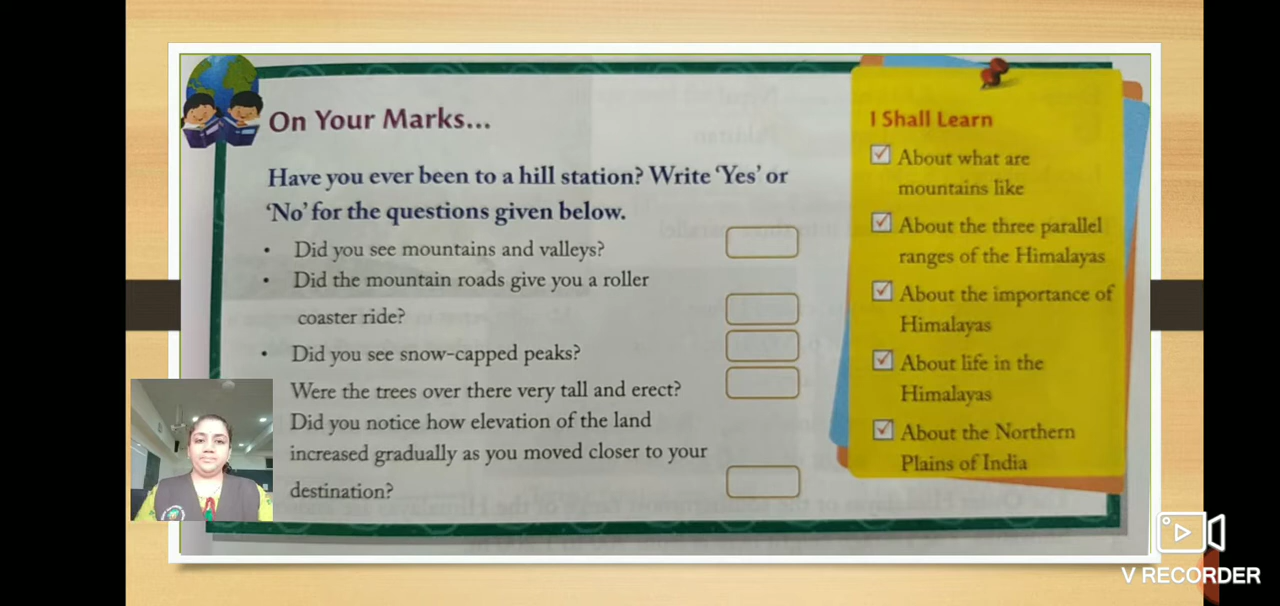 On Your Marks...
Have you ever been to a hill station? Write 'Yes' or
'No' for the questions given below.
• Did you see mountains and valleys?
• Did the mountain roads give you a roller
coaster ride?
• Did you see snow-capped peaks?
Were the trees over there very tall and erect?
Did you notice how elevation of the land
increased gradually as you moved closer to your
destination?
I Shall Learn
About what are
mountains like
About the three parallel
ranges of the Himalayas
About the importance of
Himalayas
About life in the
Himalayas
About the Northern
Plains of India
V RECORDER